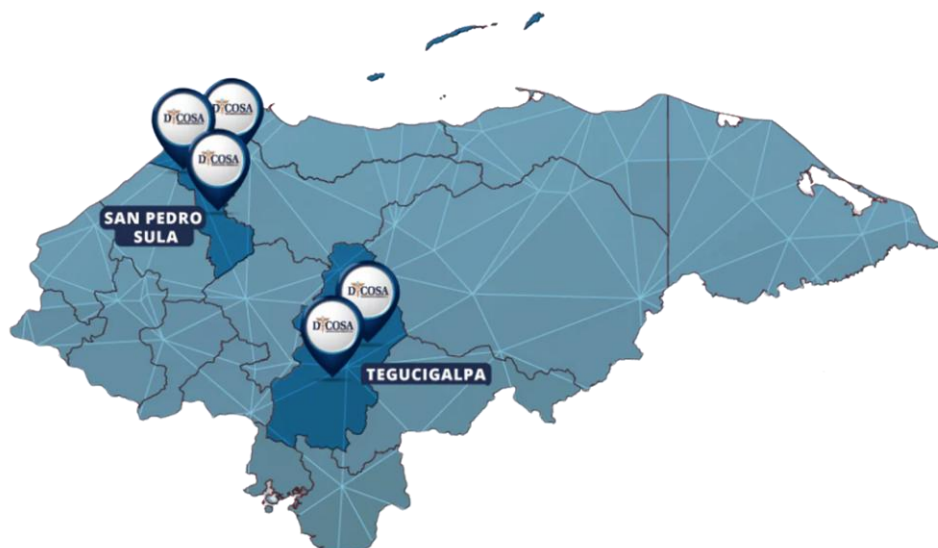 DICOSA
DICOSA
DICOSA
SAN PEDRO
SULA
DICOSA
DICOSA
TEGUCIGALPA